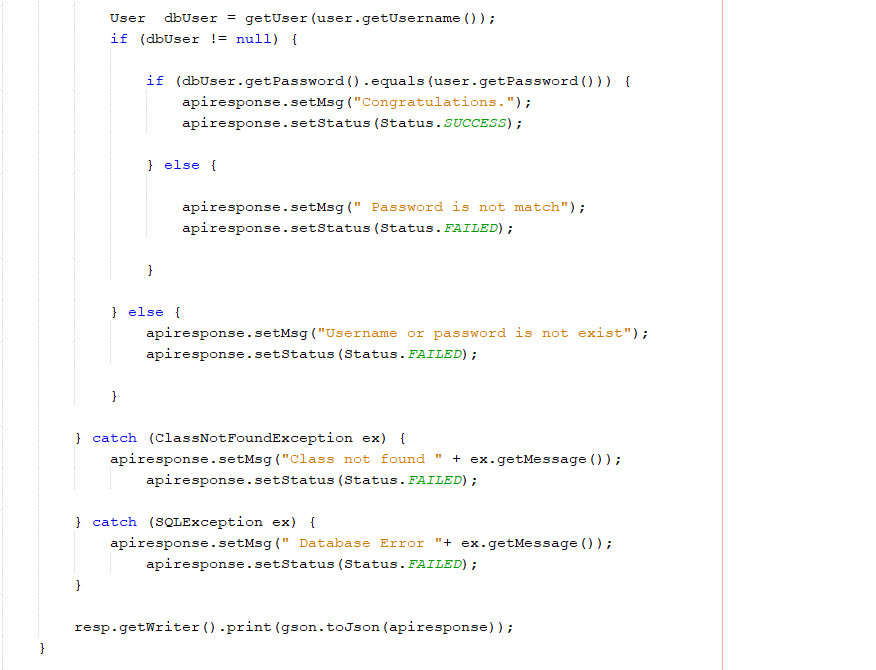 User  dbUser = getUser(user.getUsername());
if (dbUser != null) {
if (dbUser.getPassword().equals(user.getPassword())) {
apiresponse.setMsg("Congratulations.");
apiresponse.setStatus(Status.SUCCESS);
} else {
apiresponse.setMsg(" Password is not match");
apiresponse.setStatus(Status.FAILED);
}
} else {
apiresponse.setMsg("Username or password is not exist");
apiresponse.setStatus(Status.FAILED);
}
} catch (ClassNotFoundException ex) {
apiresponse.setMsg("Class not found " + ex.getMessage());
apiresponse.setStatus(Status.FAILED);
} catch (SQLException ex) {
apiresponse.setMsg(" Database Error "+ ex.getMessage());
apiresponse.setStatus(Status.FAILED);
}
resp.getWriter().print(gson.toJson(apiresponse));
}